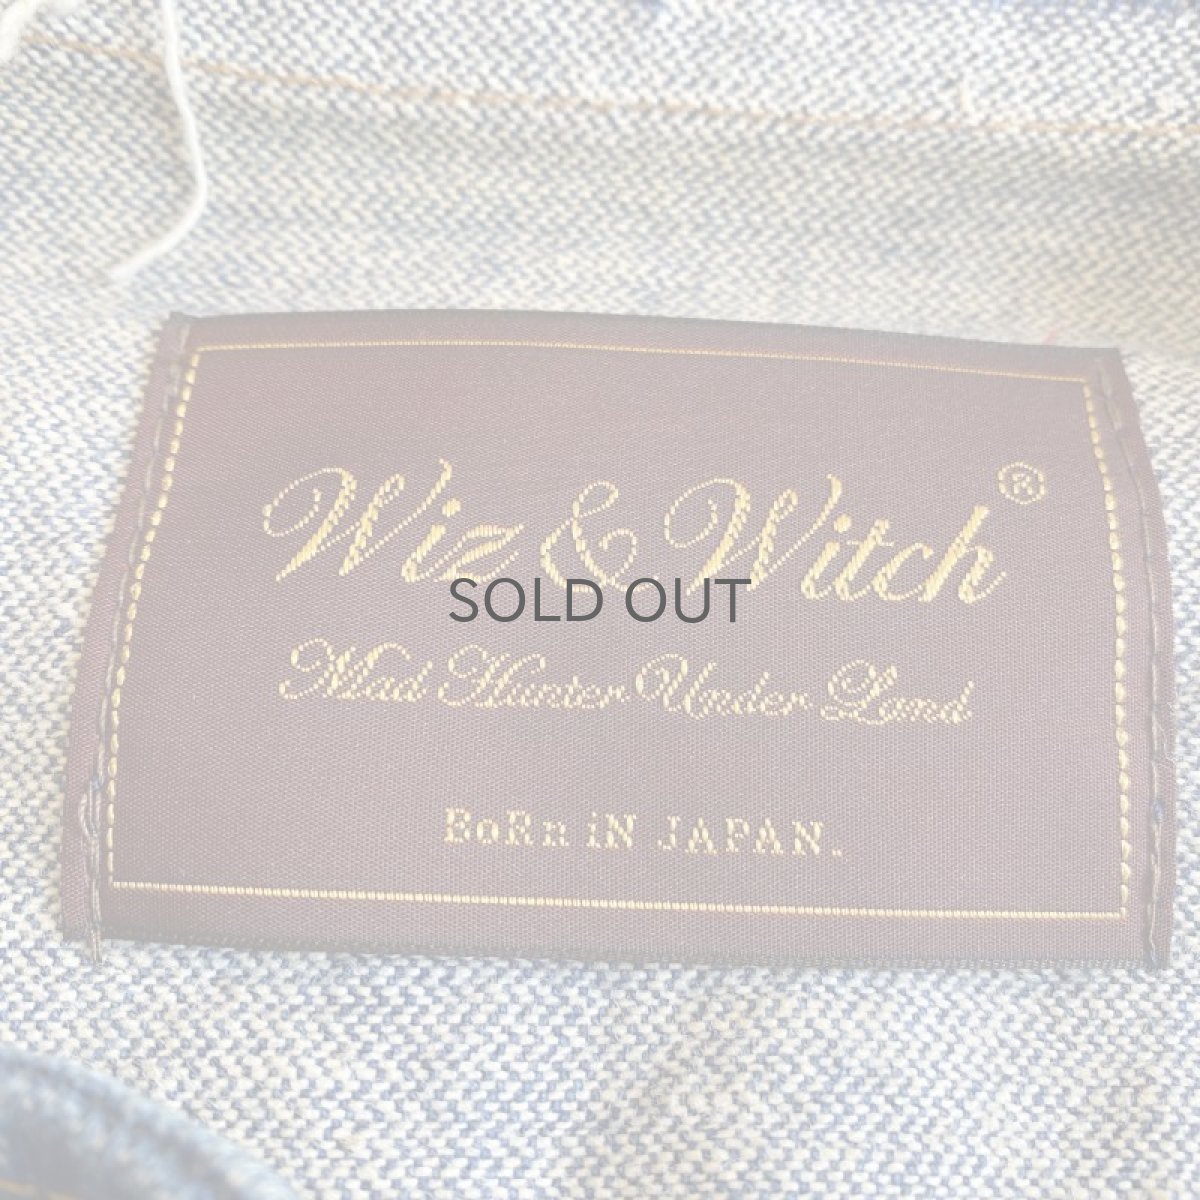 Wiz & Witch ®
SOLD OUT
Mad Hunter Under Land
BoRn iN JAPAN.